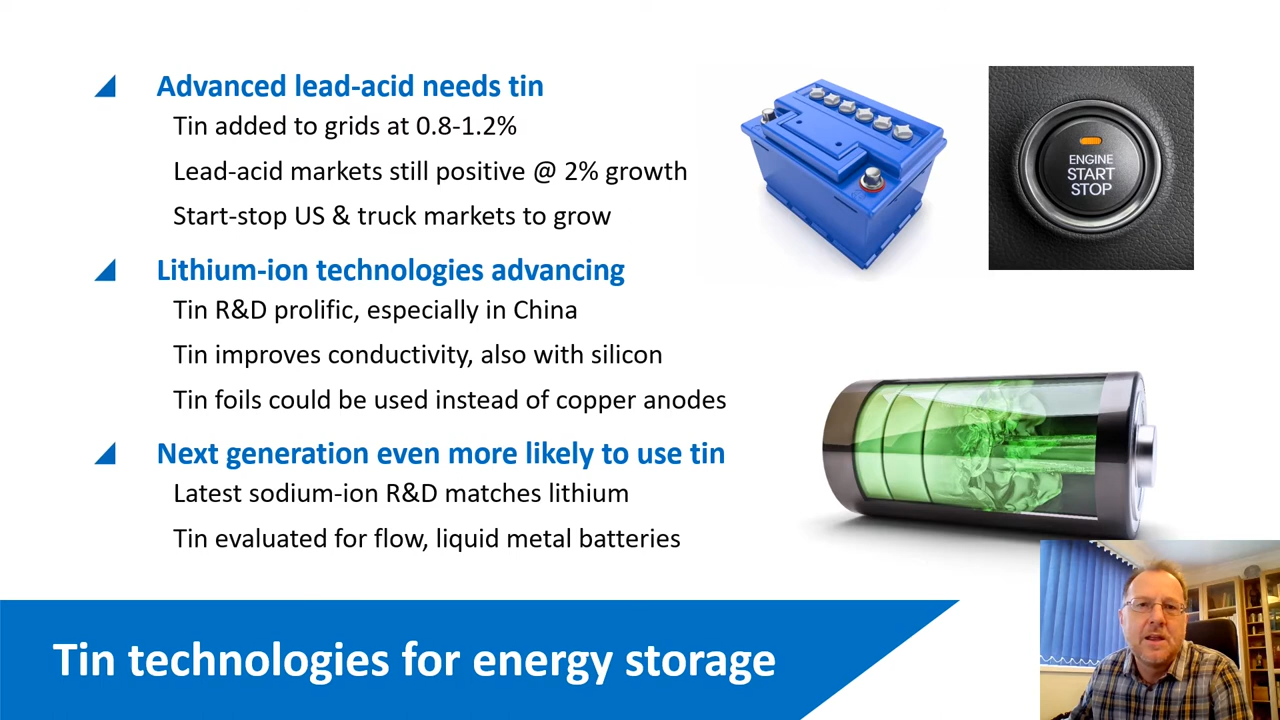 Advanced lead-acid needs tin
Tin added to grids at 0.8-1.2%
Lead-acid markets still positive @ 2% growth
Start-stop US & truck markets to grow
ENGINE
START
STOP
Lithium-ion technologies advancing
Tin R&D prolific, especially in China
Tin improves conductivity, also with silicon
Tin foils could be used instead of copper anodes
Next generation even more likely to use tin
Latest sodium-ion R&D matches lithium
Tin evaluated for flow, liquid metal batteries
Tin technologies for energy storage